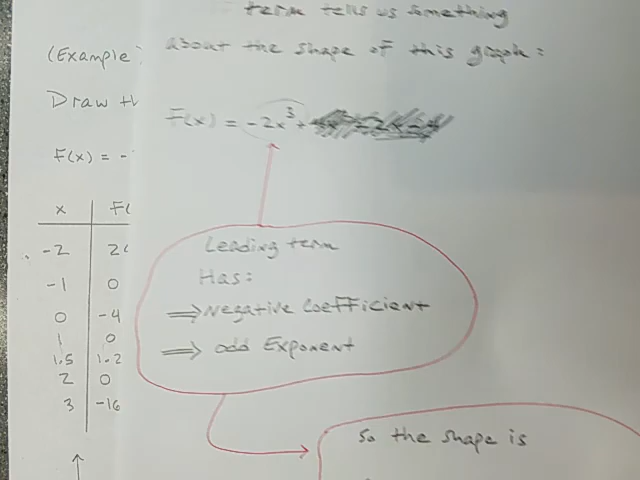 term tells us something
about the shape of this graph:
F(x) = -2x³+
Leading term
Has:
⟹ Negative Coefficient
⟹ odd Exponent
So the shape is
(Example
Draw th
F(x) = -
x F(
-2 2
-1 0
0 -4
1 0
1.5 1.2
2 0
3 -16